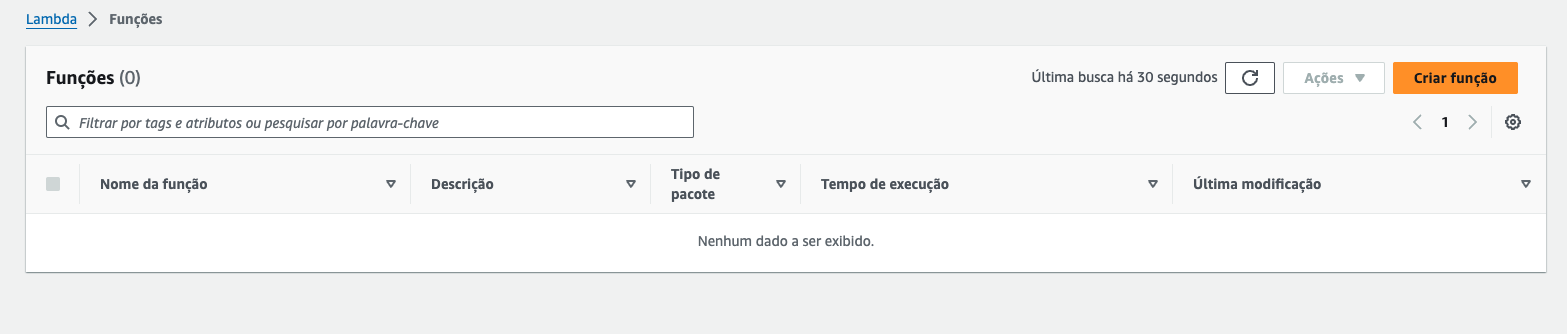 Lambda > Funções
Funções (0)
Última busca há 30 segundos
Ações
Criar função
Filtrar por tags e atributos ou pesquisar por palavra-chave
1
Nome da função
Descrição
Tipo de
pacote
Tempo de execução
Última modificação
Nenhum dado a ser exibido.